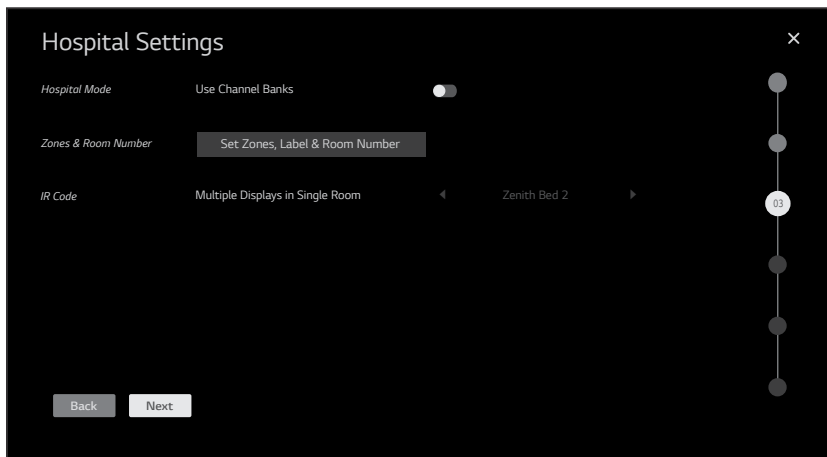 Hospital Settings
Hospital Mode Use Channel Banks
Zones & Room Number Set Zones, Label & Room Number
IR Code Multiple Displays in Single Room Zenith Bed 2
03
Back Next